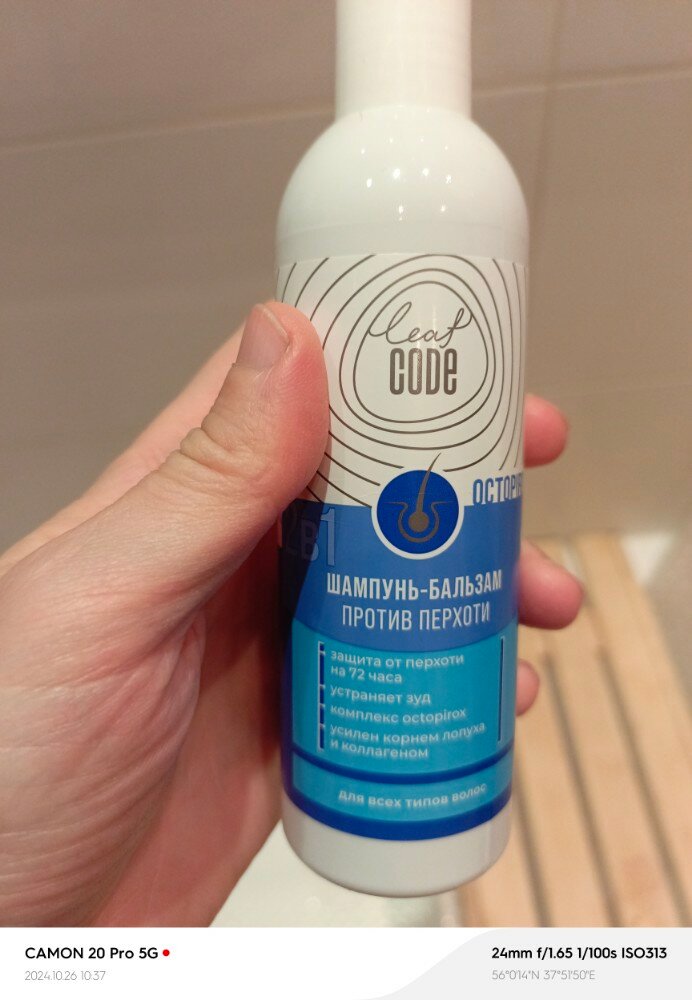 leaf
CODE
2в1
ШАМПУНЬ-БАЛЬЗАМ
ПРОТИВ ПЕРХОТИ
защита от перхоти
на 72 часа
устраняет зуд
комплекс octopirox
усилен корнем лопуха
и коллагеном
для всех типов волос
CAMON 20 Pro 5G
24mm f/1.65 1/100s ISO313
2024.10.26 10:37
56°0'14"N 37°51'50"E